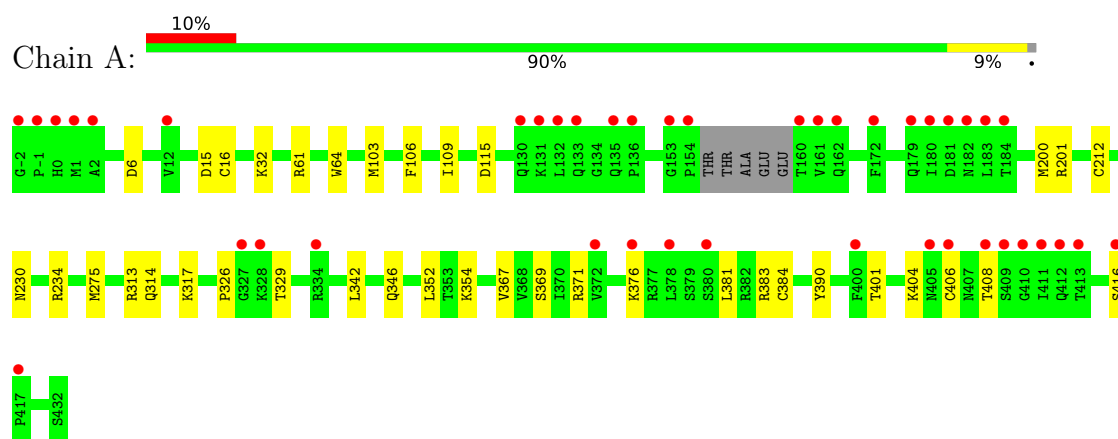 10%
Chain A:
90%
9%
G-2 P-1 H0 M1 A2 D6 V12 D15 C16 K32 R61 W64 M103 F106 I109 D115 Q130 K131 L132 Q133 G134 Q135 P136 G153 P154 THR THR ALA GLU GLU T160 V161 Q162 F172 Q179 I180 D181 N182 L183 T184 M200 R201 C212
N230 R234 M275 R313 Q314 K317 P326 G327 K328 T329 R334 L342 Q346 L352 T353 K354 V367 V368 S369 I370 R371 V372 K376 R377 L378 S379 S380 L381 R382 R383 C384 Y390 F400 T401 K404 N405 C406 N407 T408 S409 G410 I411 Q412 T413 S416
P417 S432